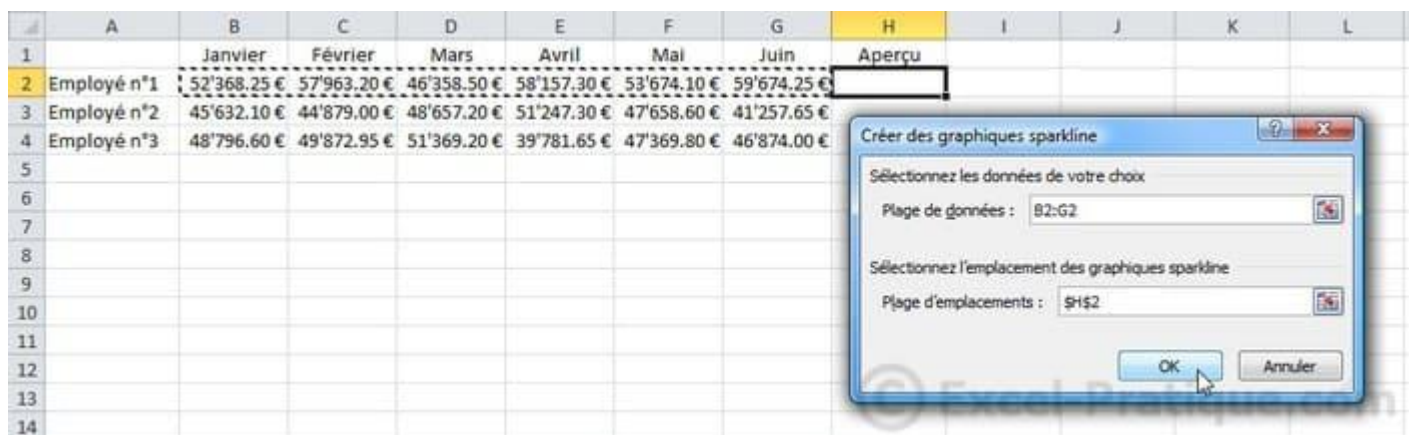 A B C D E F G H I J K L
1 Janvier Février Mars Avril Mai Juin Aperçu
2 Employé n°1 52'368.25 € 57'963.20 € 46'358.50 € 58'157.30 € 53'674.10 € 59'674.25 €
3 Employé n°2 45'632.10 € 44'879.00 € 48'657.20 € 51'247.30 € 47'658.60 € 41'257.65 €
4 Employé n°3 48'796.60 € 49'872.95 € 51'369.20 € 39'781.65 € 47'369.80 € 46'874.00 €
5
6
7
8
9
10
11
12
13
14
Créer des graphiques sparkline
Sélectionnez les données de votre choix
Plage de données : B2:G2
Sélectionnez l'emplacement des graphiques sparkline
Plage d'emplacements : $H$2
OK Annuler
© Excel-Pratique.com